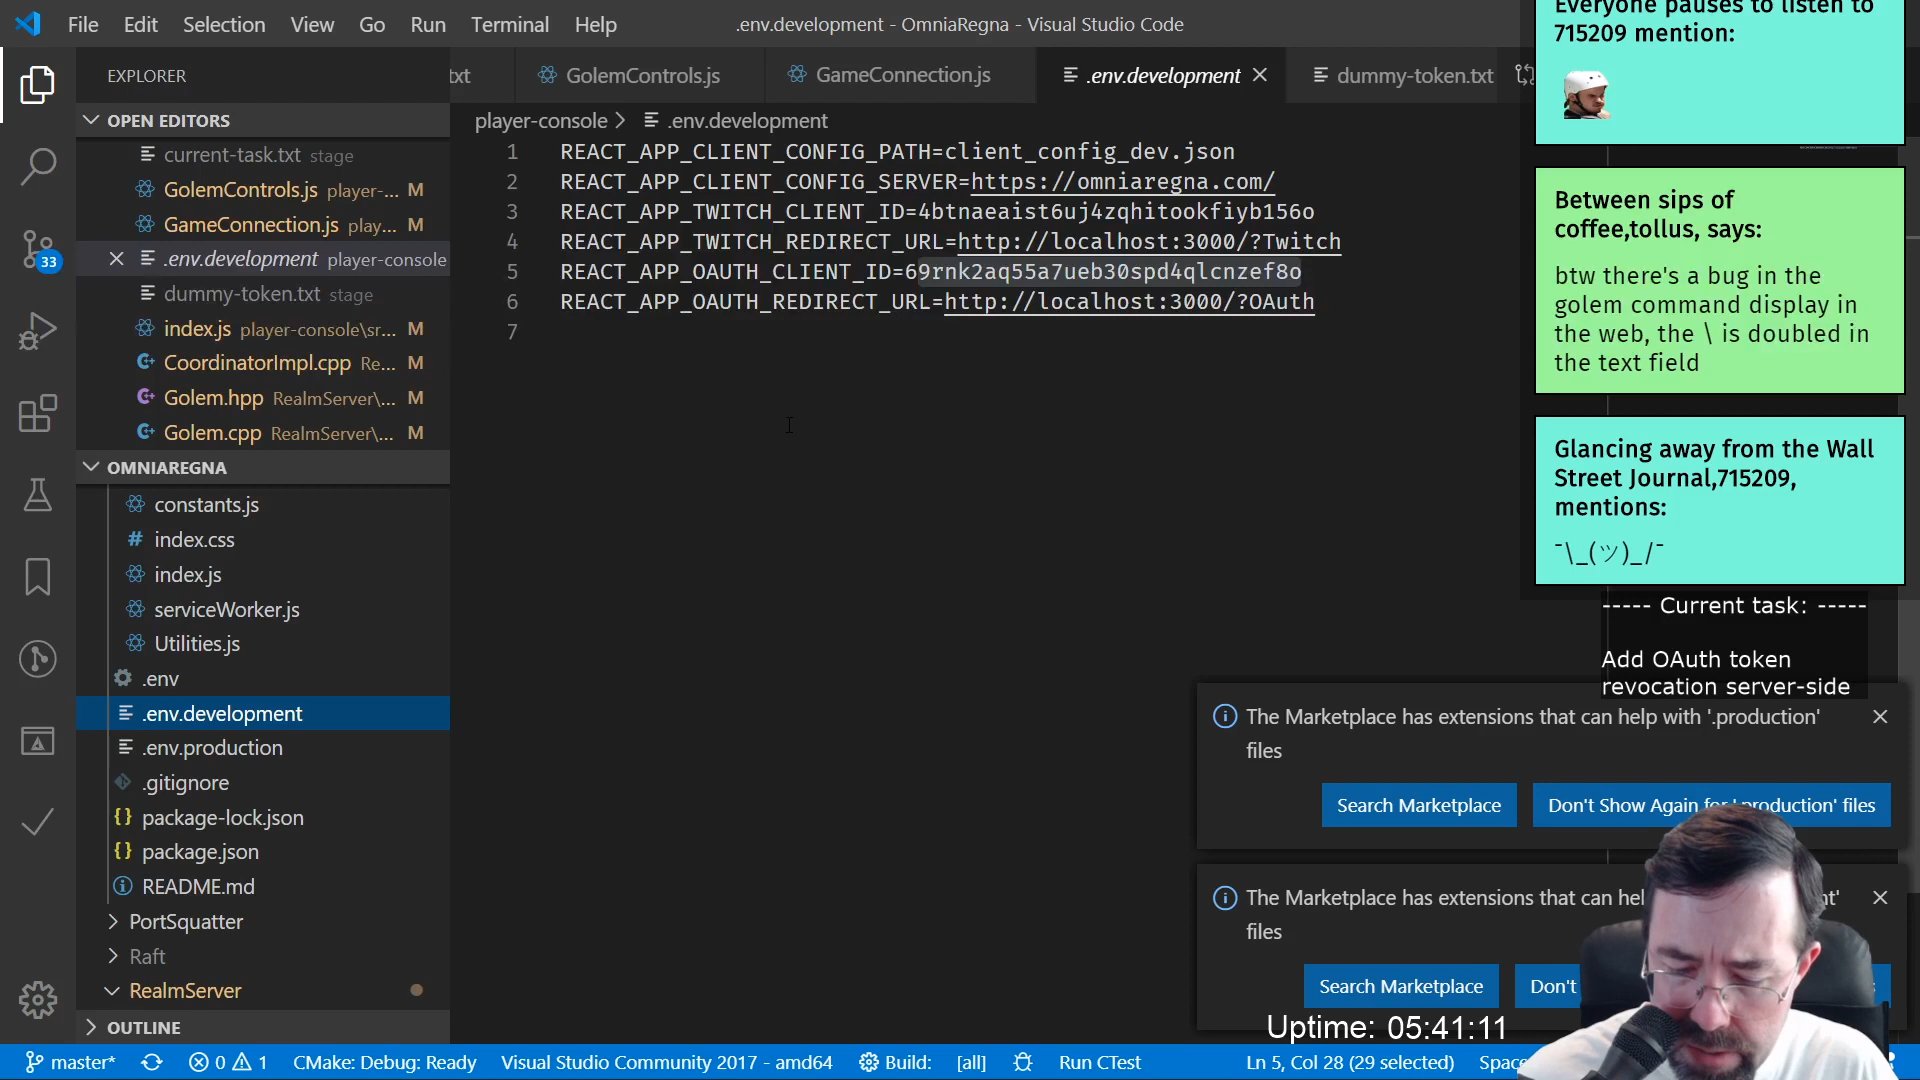 File Edit Selection View Go Run Terminal Help
.env.development - OmniaRegna - Visual Studio Code
EXPLORER
OPEN EDITORS
current-task.txt stage
GolemControls.js player-... M
GameConnection.js play... M
.env.development player-console
dummy-token.txt stage
index.js player-console\sr... M
CoordinatorImpl.cpp Re... M
Golem.hpp RealmServer\... M
Golem.cpp RealmServer\... M
33
OMNIAREGNA
constants.js
index.css
index.js
serviceWorker.js
Utilities.js
.env
.env.development
.env.production
.gitignore
package-lock.json
package.json
README.md
PortSquatter
Raft
RealmServer
OUTLINE
txt GolemControls.js GameConnection.js .env.development dummy-token.txt
player-console > .env.development
1 REACT_APP_CLIENT_CONFIG_PATH=client_config_dev.json
2 REACT_APP_CLIENT_CONFIG_SERVER=https://omniaregna.com/
3 REACT_APP_TWITCH_CLIENT_ID=4btnaeaist6uj4zqhitookfiyb156o
4 REACT_APP_TWITCH_REDIRECT_URL=http://localhost:3000/?Twitch
5 REACT_APP_OAUTH_CLIENT_ID=69rnk2aq55a7ueb30spd4qlcnzef8o
6 REACT_APP_OAUTH_REDIRECT_URL=http://localhost:3000/?OAuth
7
Everyone pauses to listen to
715209 mention:
Between sips of
coffee,tollus, says:
btw there's a bug in the
golem command display in
the web, the \ is doubled in
the text field
Glancing away from the Wall
Street Journal,715209,
mentions:
¯\_(ツ)_/¯
----- Current task: -----
Add OAuth token
revocation server-side
The Marketplace has extensions that can help with '.production'
files
Search Marketplace Don't Show Again for '.production' files
The Marketplace has extensions that can
files
Search Marketplace Don't
Uptime: 05:41:11
master* 0 1 CMake: Debug: Ready Visual Studio Community 2017 - amd64 Build: [all] Run CTest Ln 5, Col 28 (29 selected)